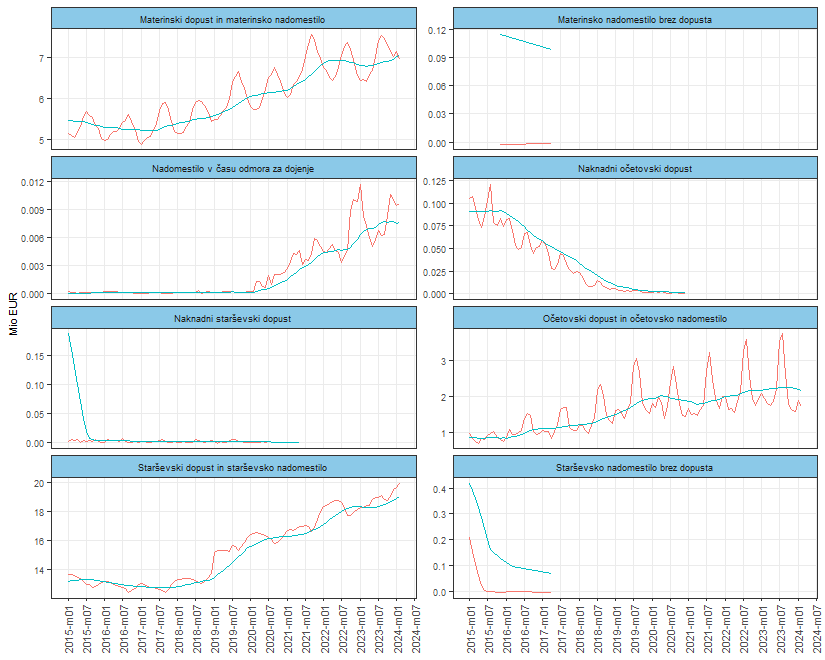 Materinski dopust in materinsko nadomestilo
Materinsko nadomestilo brez dopusta
7
6
5
0.12
0.09
0.06
0.03
0.00
Nadomestilo v času odmora za dojenje
Naknadni očetovski dopust
0.012
0.009
0.006
0.003
0.000
0.125
0.100
0.075
0.050
0.025
0.000
Mio EUR
Naknadni starševski dopust
Očetovski dopust in očetovsko nadomestilo
0.15
0.10
0.05
0.00
3
2
1
Starševski dopust in starševsko nadomestilo
Starševsko nadomestilo brez dopusta
20
18
16
14
0.4
0.3
0.2
0.1
0.0
2015-m01
2015-m07
2016-m01
2016-m07
2017-m01
2017-m07
2018-m01
2018-m07
2019-m01
2019-m07
2020-m01
2020-m07
2021-m01
2021-m07
2022-m01
2022-m07
2023-m01
2023-m07
2024-m01
2024-m07
2015-m01
2015-m07
2016-m01
2016-m07
2017-m01
2017-m07
2018-m01
2018-m07
2019-m01
2019-m07
2020-m01
2020-m07
2021-m01
2021-m07
2022-m01
2022-m07
2023-m01
2023-m07
2024-m01
2024-m07